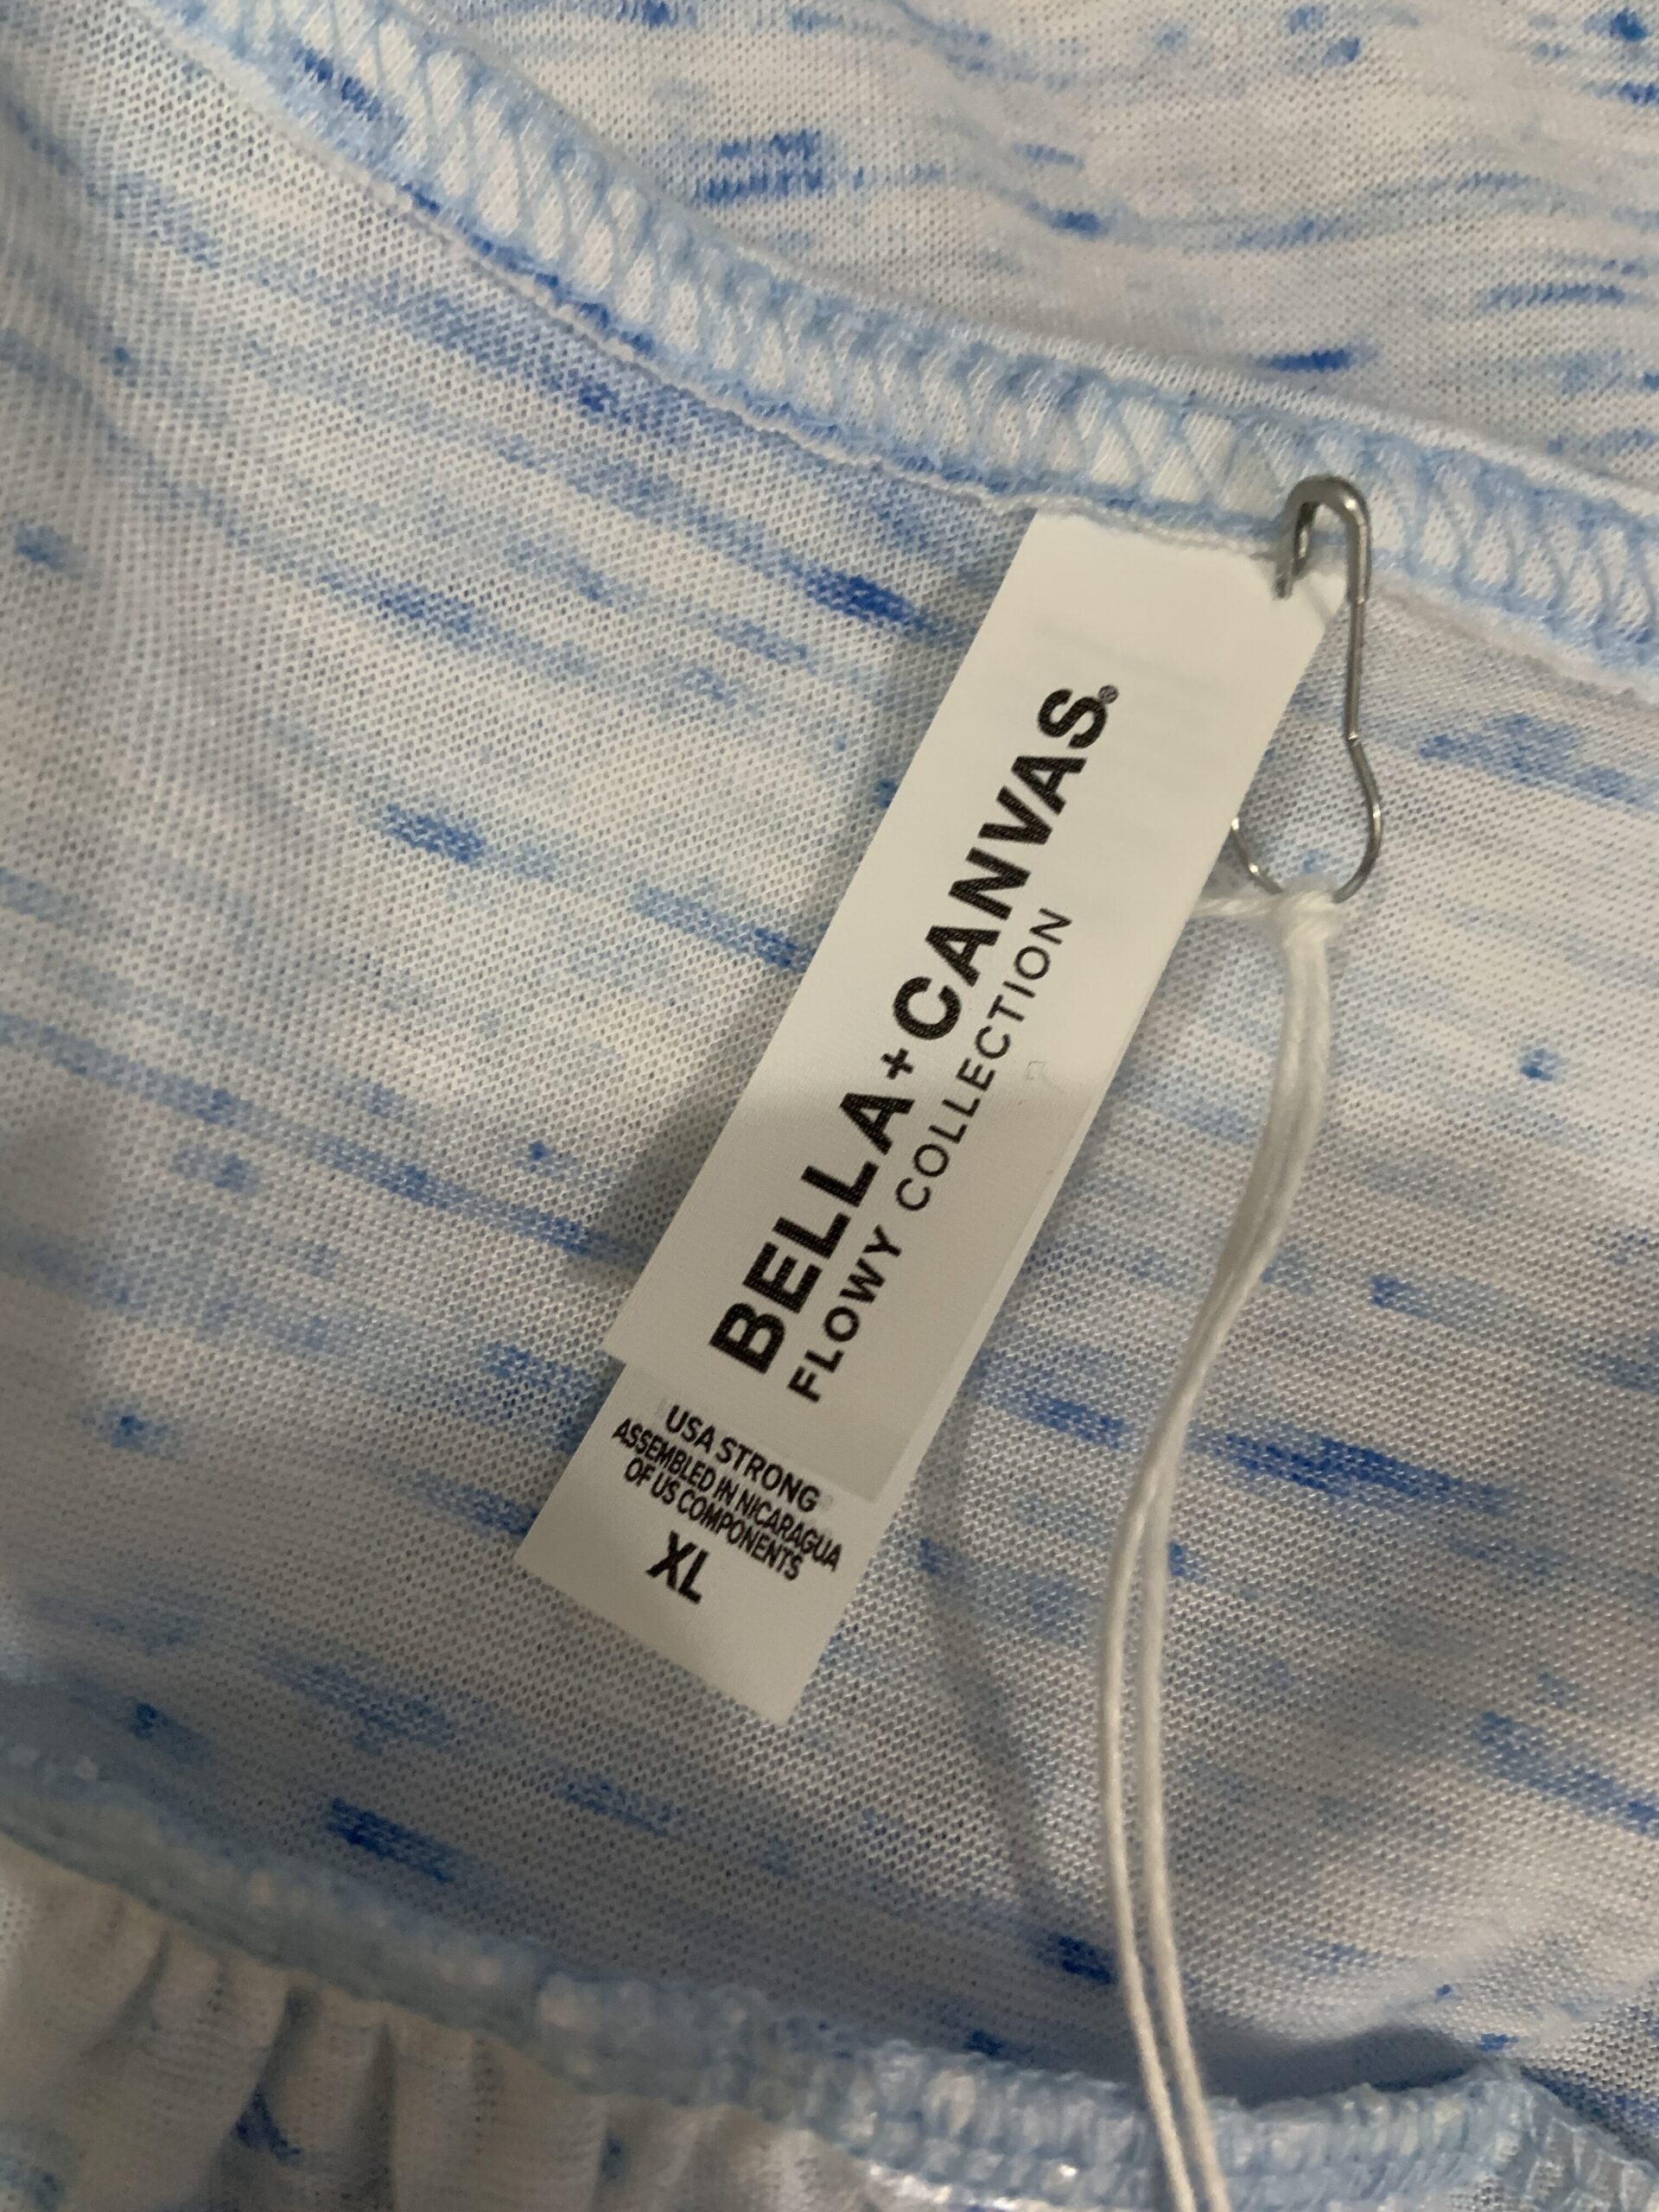 BELLA+CANVAS®
FLOWY COLLECTION
USA STRONG
ASSEMBLED IN NICARAGUA
OF US COMPONENTS
XL